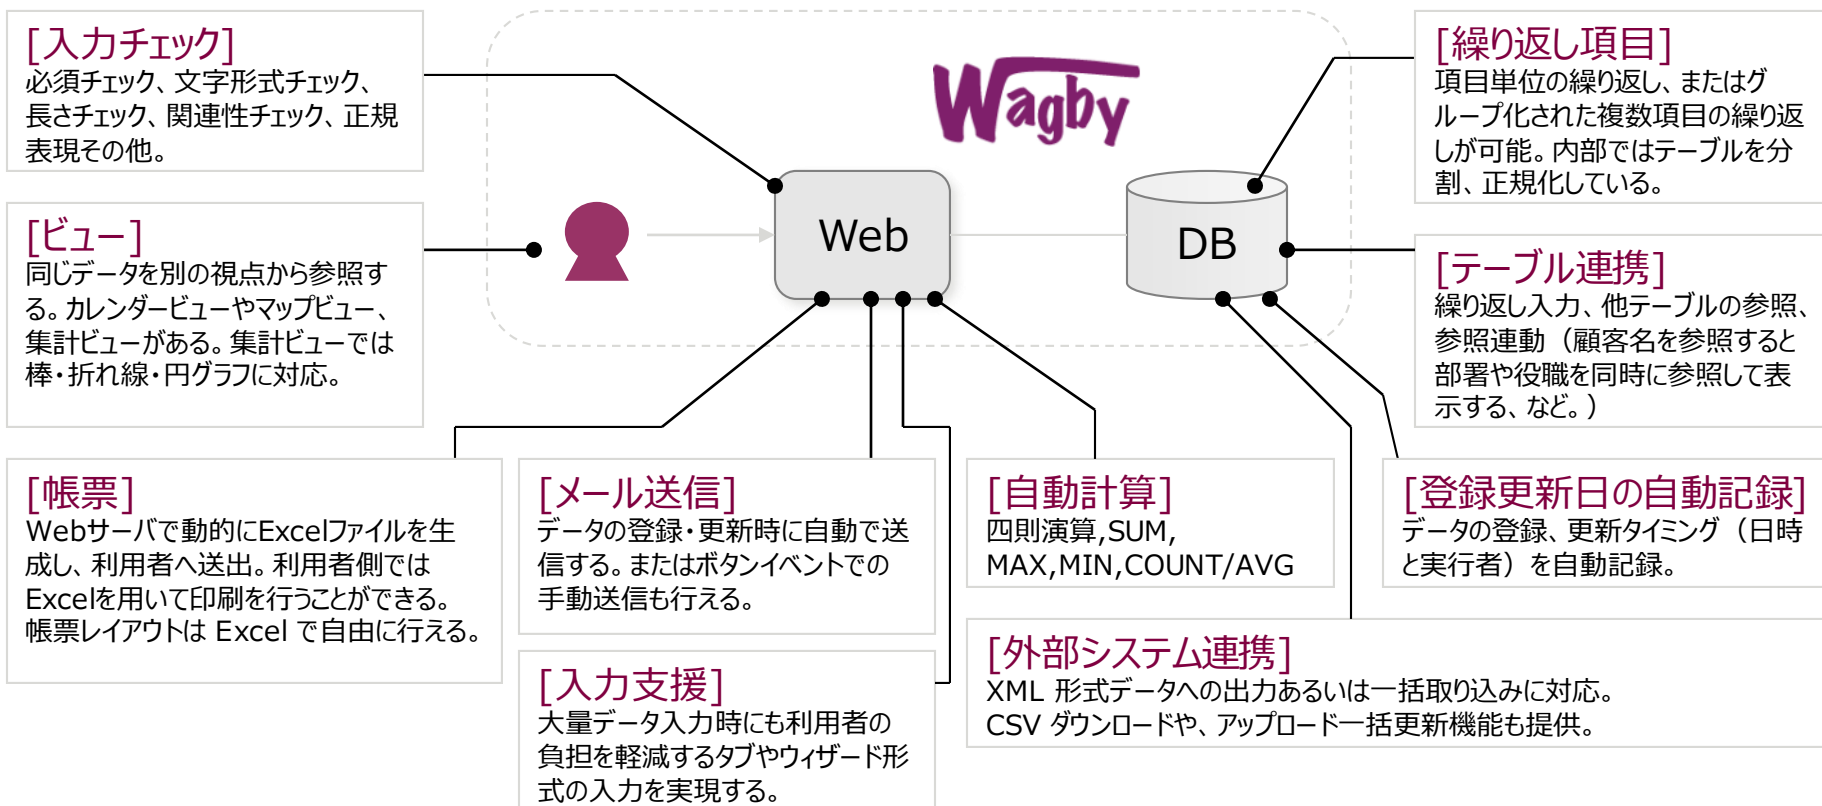 [入力チェック]
必須チェック、文字形式チェック、
長さチェック、関連性チェック、正規
表現その他。
[ビュー]
同じデータを別の視点から参照す
る。カレンダービューやマップビュー、
集計ビューがある。集計ビューでは
棒・折れ線・円グラフに対応。
Wagby
Web
DB
[繰り返し項目]
項目単位の繰り返し、またはグ
ループ化された複数項目の繰り返
しが可能。内部ではテーブルを分
割、正規化している。
[テーブル連携]
繰り返し入力、他テーブルの参照、
参照連動（顧客名を参照すると
部署や役職を同時に参照して表
示する、など。）
[帳票]
Webサーバで動的にExcelファイルを生
成し、利用者へ送出。利用者側では
Excelを用いて印刷を行うことができる。
帳票レイアウトは Excel で自由に行える。
[メール送信]
データの登録・更新時に自動で送
信する。またはボタンイベントでの
手動送信も行える。
[自動計算]
四則演算,SUM,
MAX,MIN,COUNT/AVG
[登録更新日の自動記録]
データの登録、更新タイミング（日時
と実行者）を自動記録。
[入力支援]
大量データ入力時にも利用者の
負担を軽減するタブやウィザード形
式の入力を実現する。
[外部システム連携]
XML 形式データへの出力あるいは一括取り込みに対応。
CSV ダウンロードや、アップロード一括更新機能も提供。